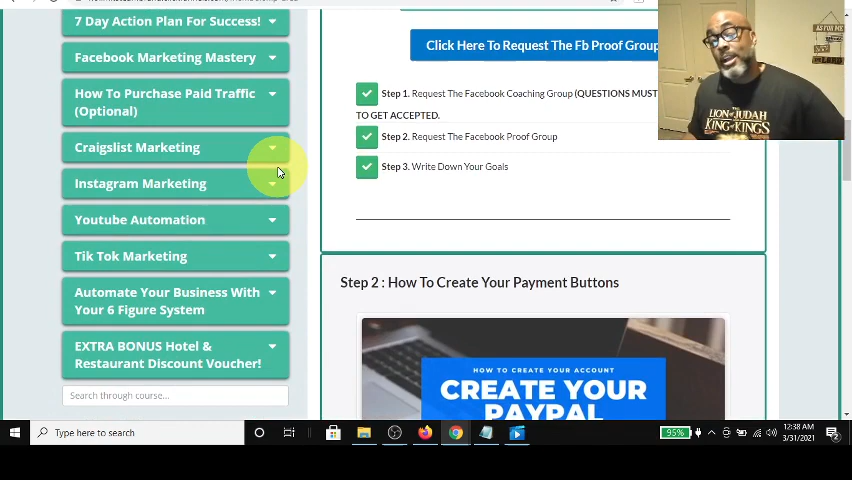 7 Day Action Plan For Success!
Facebook Marketing Mastery
How To Purchase Paid Traffic
(Optional)
Craigslist Marketing
Instagram Marketing
Youtube Automation
Tik Tok Marketing
Automate Your Business With
Your 6 Figure System
EXTRA BONUS Hotel &
Restaurant Discount Voucher!
Search through course...
Click Here To Request The Fb Proof Group
Step 1. Request The Facebook Coaching Group (QUESTIONS MUST
TO GET ACCEPTED.
Step 2. Request The Facebook Proof Group
Step 3. Write Down Your Goals
Step 2 : How To Create Your Payment Buttons
HOW TO CREATE YOUR ACCOUNT
CREATE YOUR
PAYPAL
AS FOR ME
THE
LION OF JUDAH
KING OF KINGS
Type here to search
95%
12:38 AM
3/31/2021
2